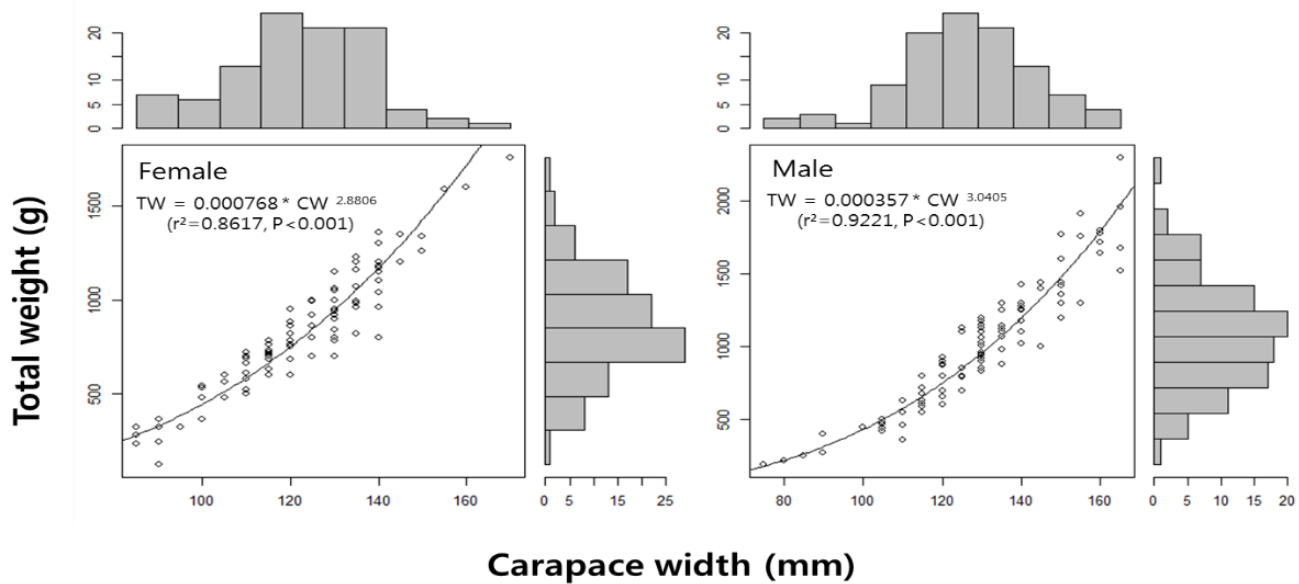 20
10
5
0
20
10
5
0
Total weight (g)
1500
1000
500
Female
TW = 0.000768 * CW 2.8806
(r²=0.8617, P<0.001)
100 120 140 160
0 5 15 25
2000
1500
1000
500
Male
TW = 0.000357 * CW 3.0405
(r²=0.9221, P<0.001)
80 100 120 140 160
0 5 10 15 20
Carapace width (mm)